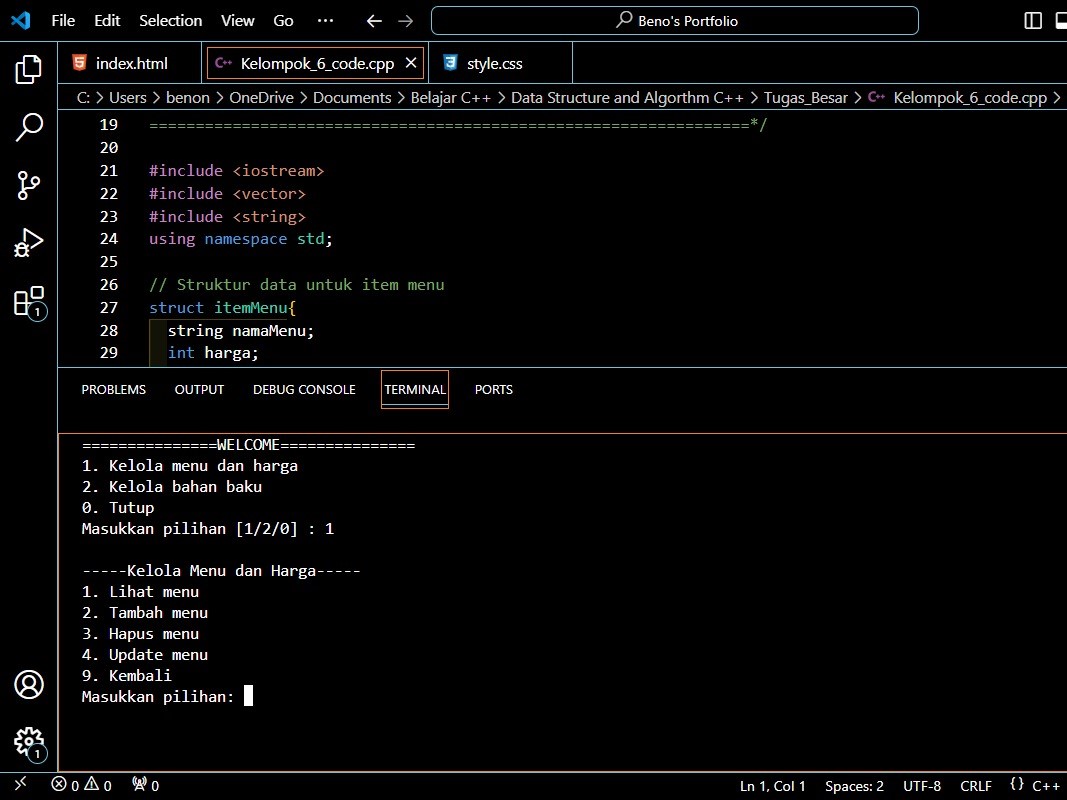 File Edit Selection View Go ··· Beno's Portfolio
index.html Kelompok_6_code.cpp style.css
C: > Users > benon > OneDrive > Documents > Belajar C++ > Data Structure and Algorthm C++ > Tugas_Besar > Kelompok_6_code.cpp >
19 =================================================================*/
20
21 #include <iostream>
22 #include <vector>
23 #include <string>
24 using namespace std;
25
26 // Struktur data untuk item menu
27 struct itemMenu{
28 string namaMenu;
29 int harga;
PROBLEMS OUTPUT DEBUG CONSOLE TERMINAL PORTS
===============WELCOME===============
1. Kelola menu dan harga
2. Kelola bahan baku
0. Tutup
Masukkan pilihan [1/2/0] : 1
-----Kelola Menu dan Harga-----
1. Lihat menu
2. Tambah menu
3. Hapus menu
4. Update menu
9. Kembali
Masukkan pilihan:
1
1
0 0 0 Ln 1, Col 1 Spaces: 2 UTF-8 CRLF {} C++